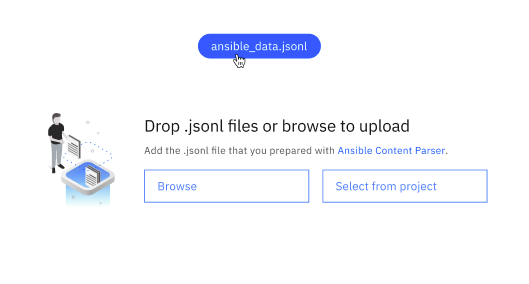 ansible_data.jsonl
Drop .jsonl files or browse to upload
Add the .jsonl file that you prepared with Ansible Content Parser.
Browse
Select from project